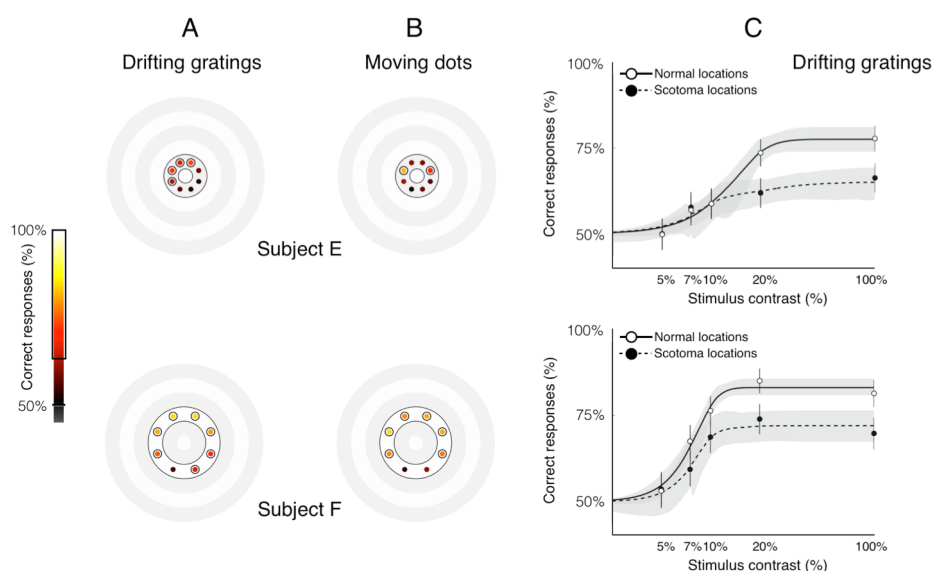 A
B
C
Drifting gratings
Moving dots
Drifting gratings
100%
Normal locations
Scotoma locations
Correct responses (%)
75%
50%
5% 7% 10% 20% 100%
Stimulus contrast (%)
Subject E
100%
Correct responses (%)
50%
100%
Normal locations
Scotoma locations
Correct responses (%)
75%
50%
5% 7% 10% 20% 100%
Stimulus contrast (%)
Subject F